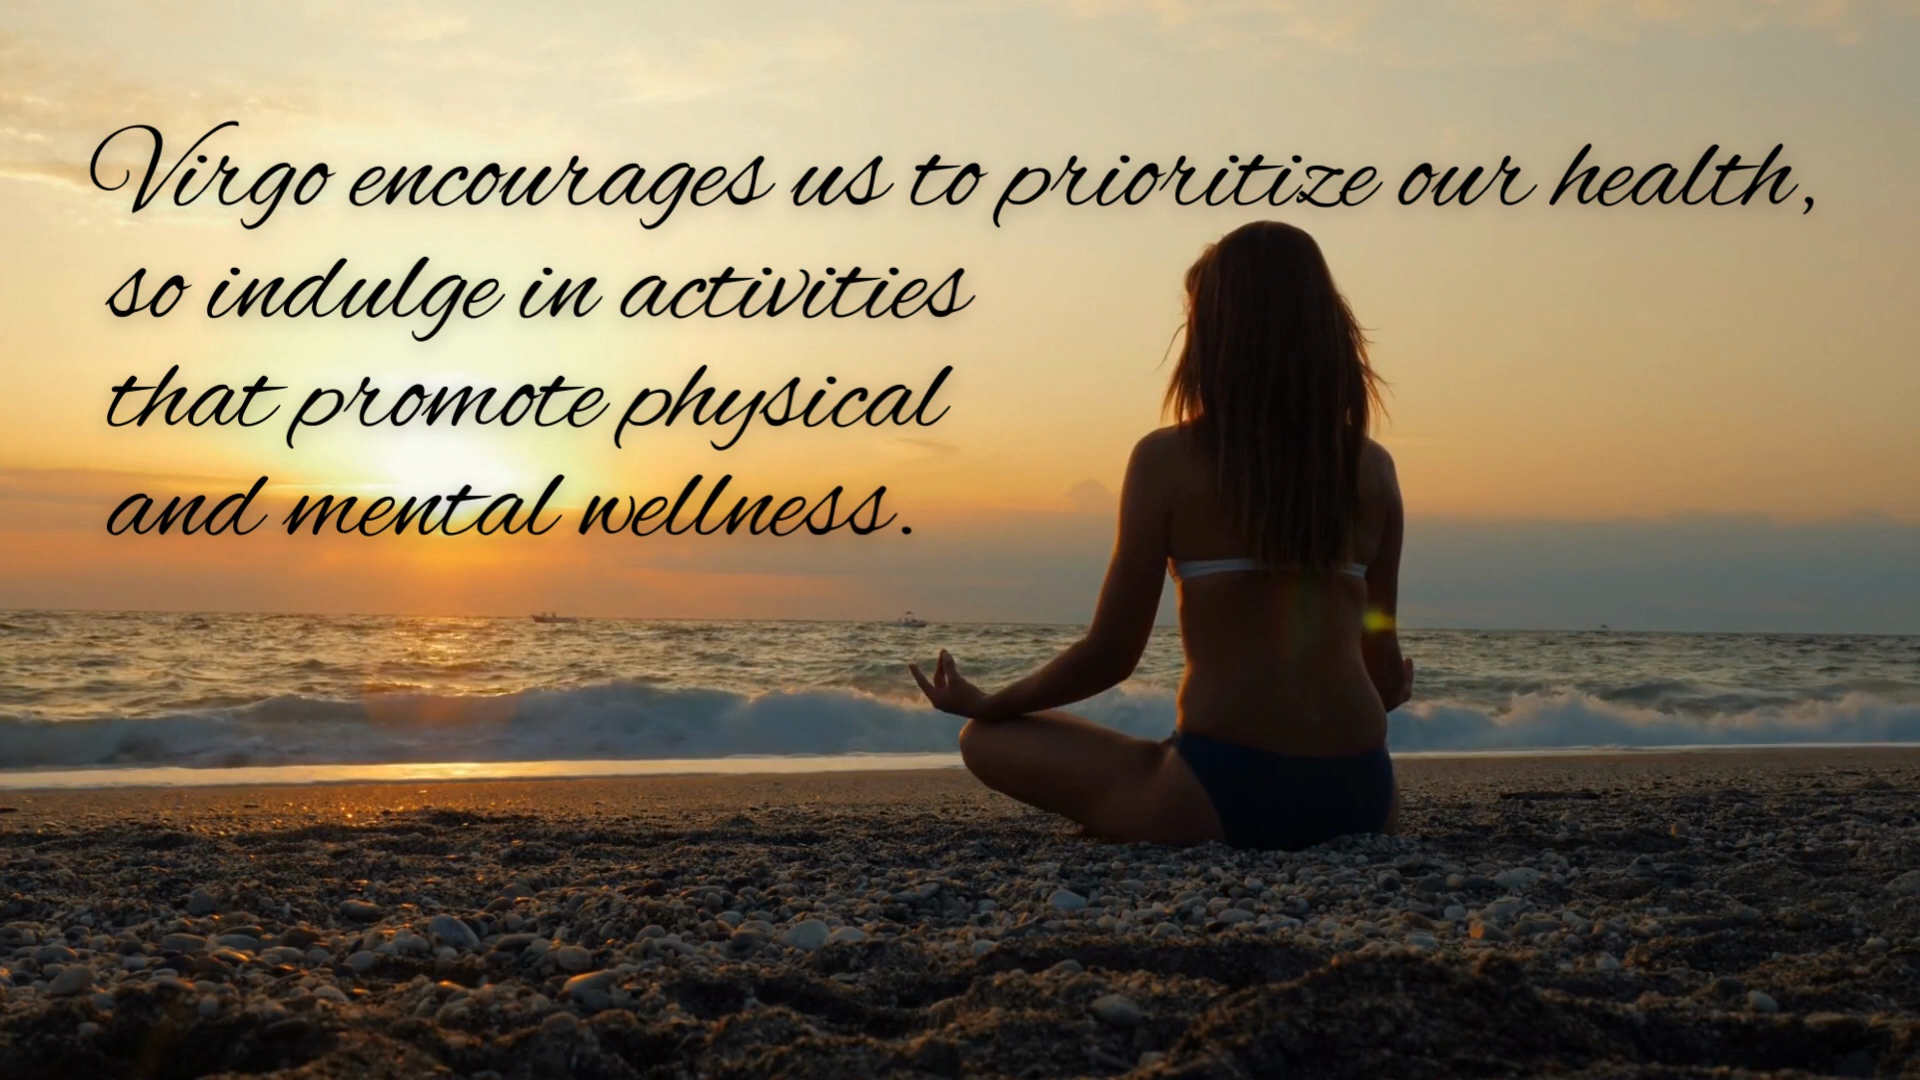 Virgo encourages us to prioritize our health,
so indulge in activities
that promote physical
and mental wellness.